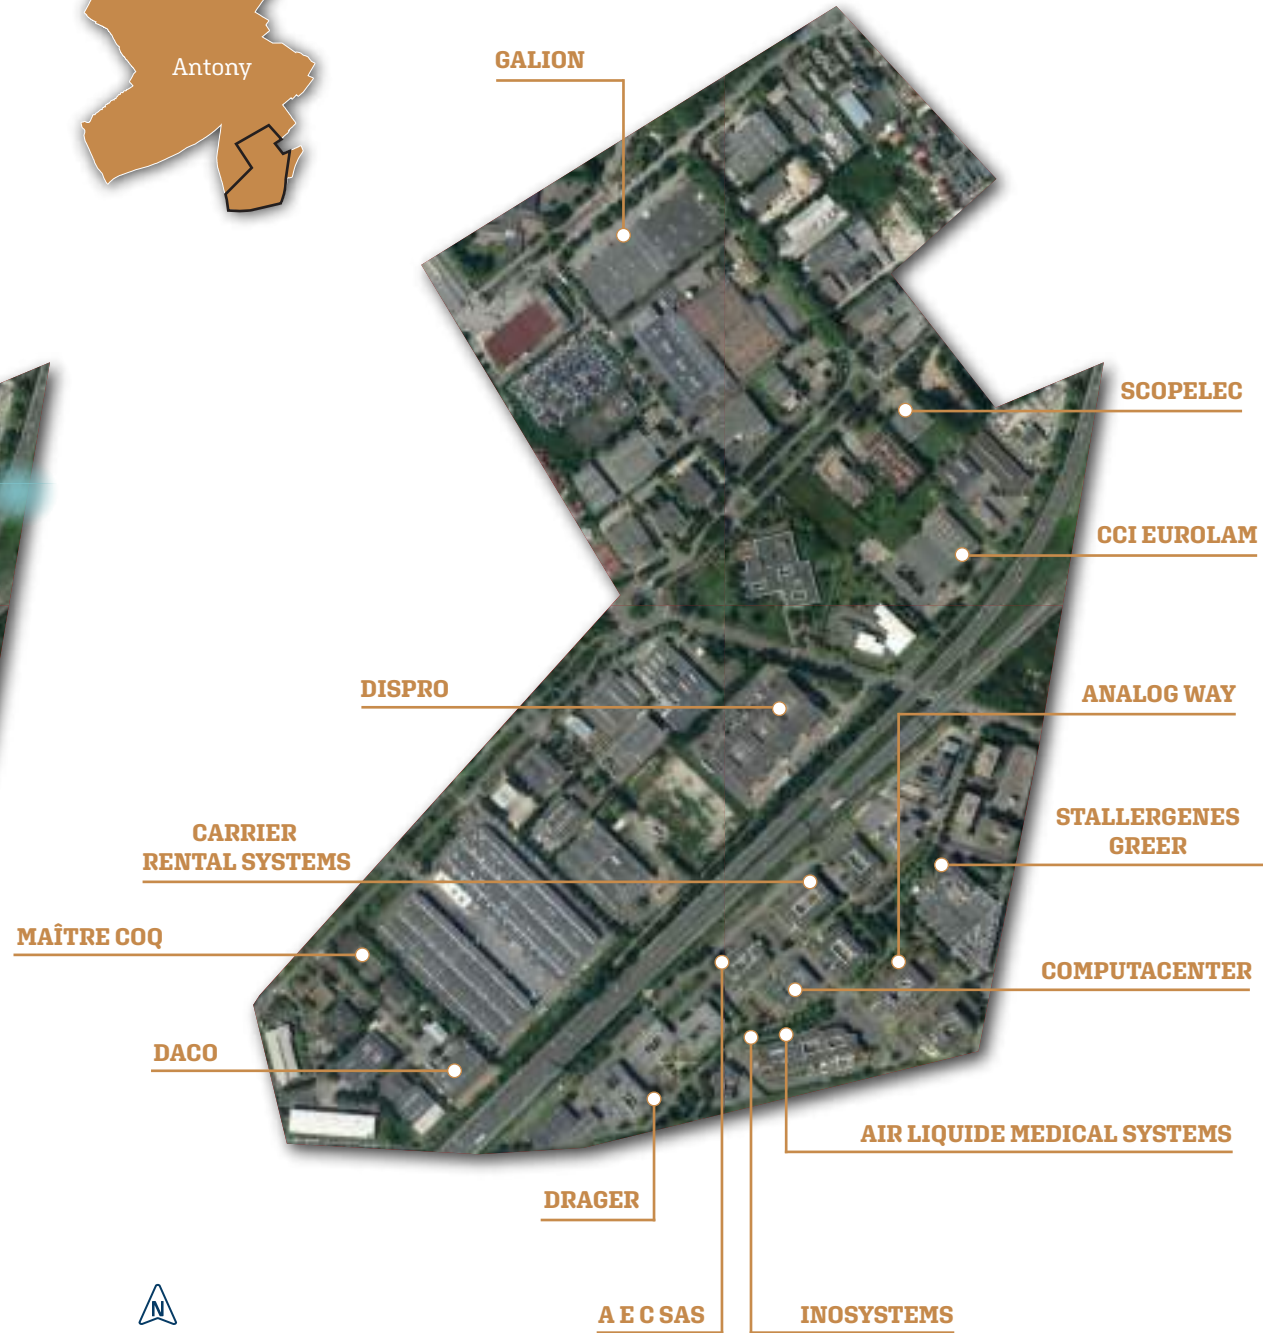 Antony
GALION
SCOPELEC
CCI EUROLAM
DISPRO
ANALOG WAY
STALLERGENES
GREER
CARRIER
RENTAL SYSTEMS
MAÎTRE COQ
COMPUTACENTER
DACO
AIR LIQUIDE MEDICAL SYSTEMS
DRAGER
N
A E C SAS
INOSYSTEMS